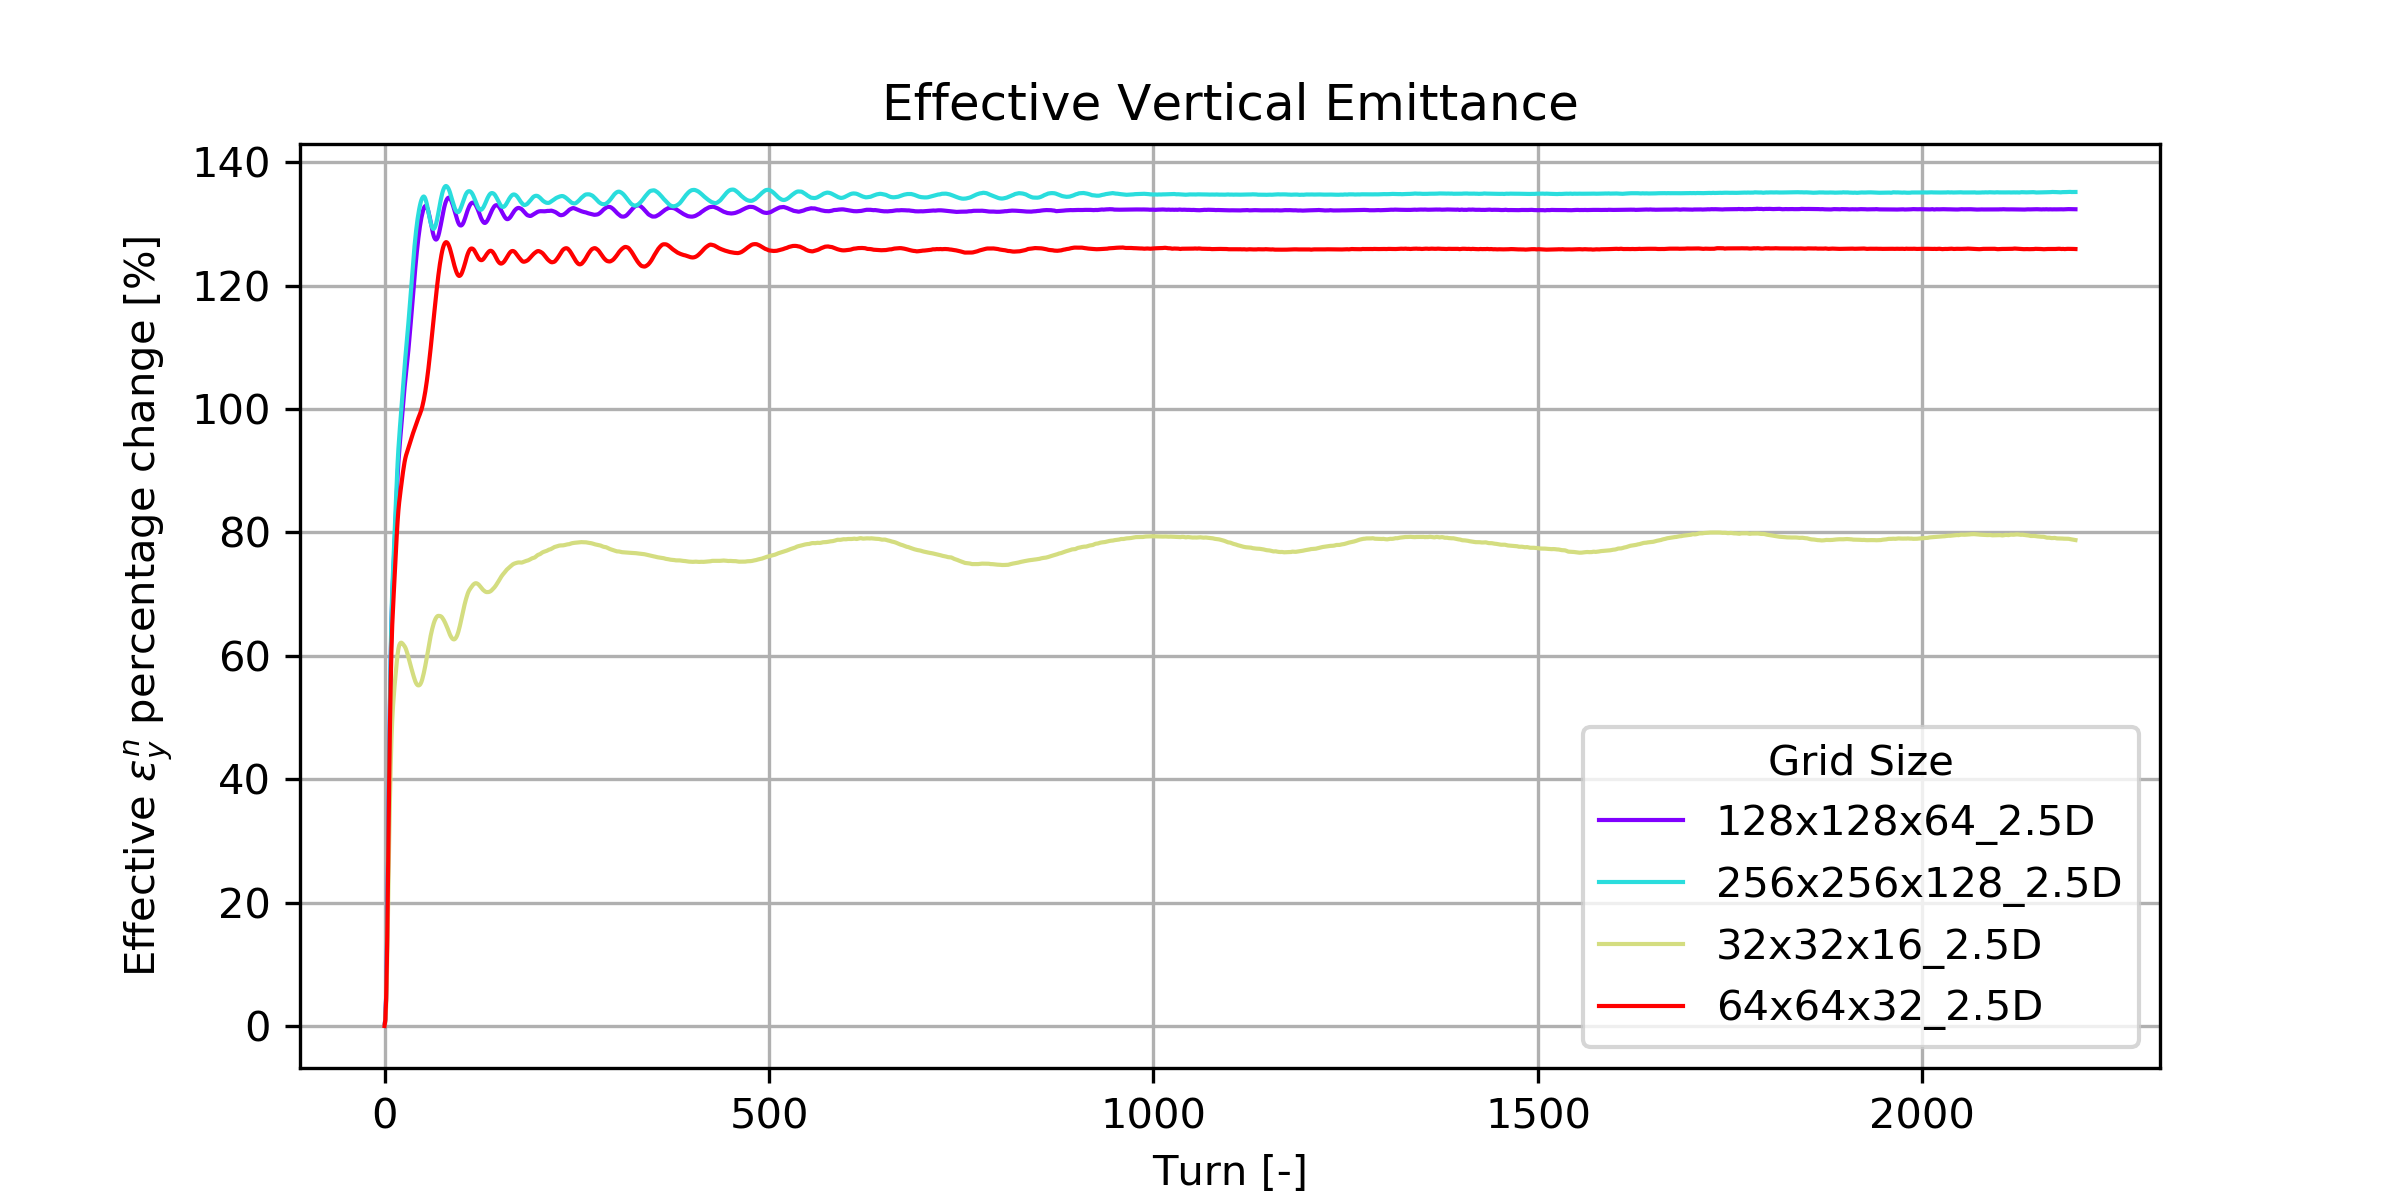 Effective Vertical Emittance
Effective εₙʸ percentage change [%]
140
120
100
80
60
40
20
0
0 500 1000 1500 2000
Turn [-]
Grid Size
128x128x64_2.5D
256x256x128_2.5D
32x32x16_2.5D
64x64x32_2.5D